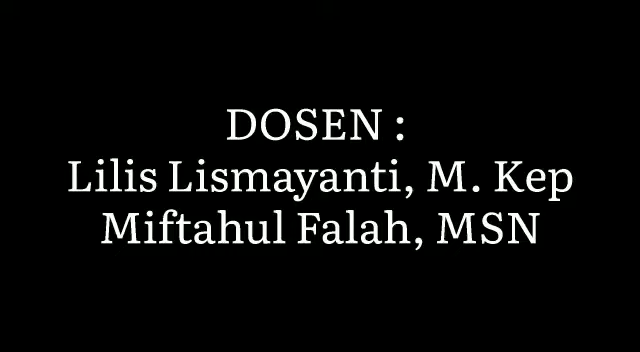 DOSEN :
Lilis Lismayanti, M. Kep
Miftahul Falah, MSN